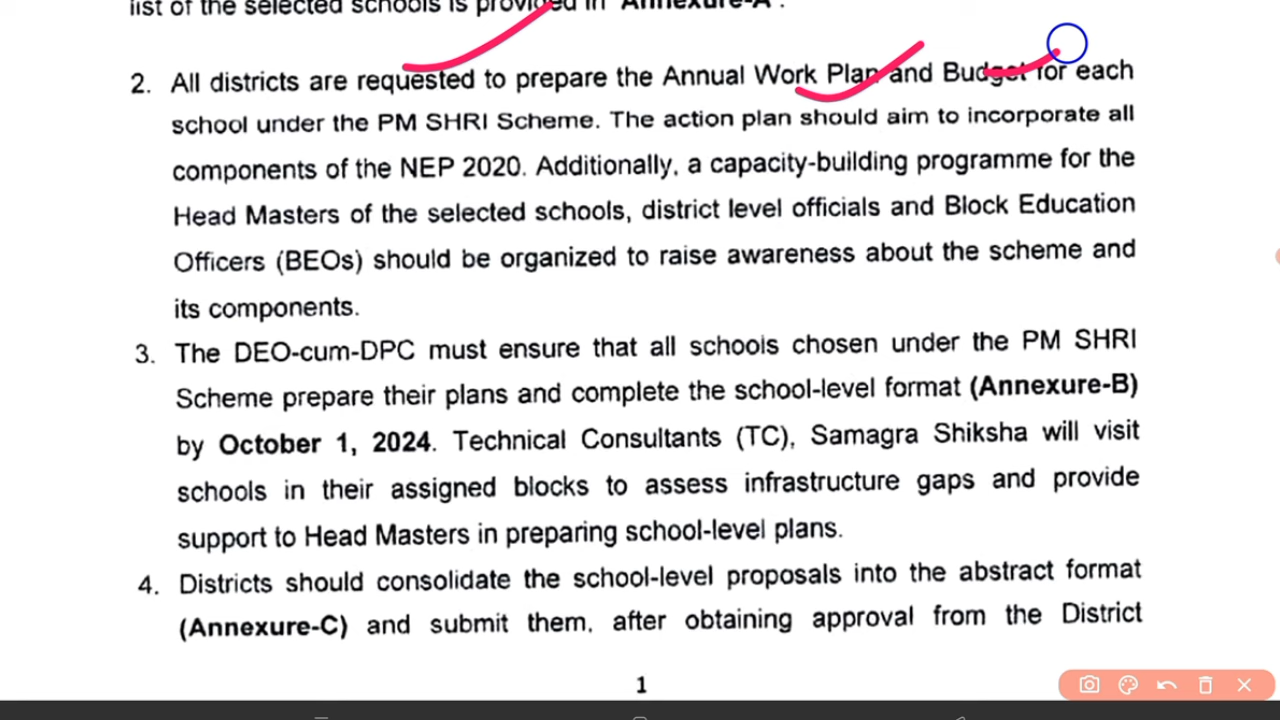 list of the selected schools is provided in "Annexure-A".
2. All districts are requested to prepare the Annual Work Plan and Budget for each
school under the PM SHRI Scheme. The action plan should aim to incorporate all
components of the NEP 2020. Additionally, a capacity-building programme for the
Head Masters of the selected schools, district level officials and Block Education
Officers (BEOs) should be organized to raise awareness about the scheme and
its components.
3. The DEO-cum-DPC must ensure that all schools chosen under the PM SHRI
Scheme prepare their plans and complete the school-level format (Annexure-B)
by October 1, 2024. Technical Consultants (TC), Samagra Shiksha will visit
schools in their assigned blocks to assess infrastructure gaps and provide
support to Head Masters in preparing school-level plans.
4. Districts should consolidate the school-level proposals into the abstract format
(Annexure-C) and submit them, after obtaining approval from the District
1